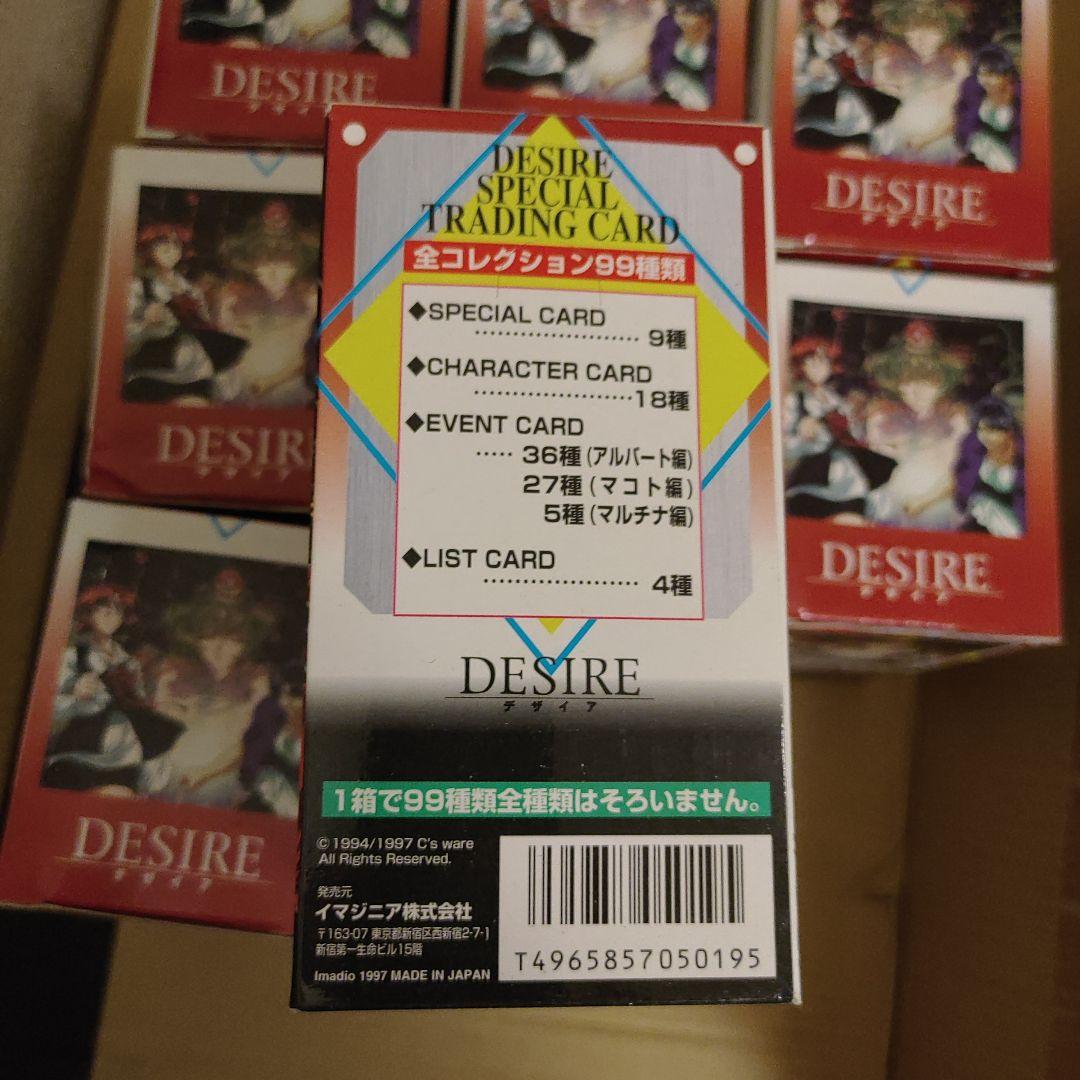 DESIRE
デザイア
DESIRE
デザイア
DESIRE
SPECIAL
TRADING CARD
全コレクション99種類
◆SPECIAL CARD
…………………… 9種
◆CHARACTER CARD
……………………18種
◆EVENT CARD
…… 36種(アルバート編)
27種(マコト編)
5種(マルチナ編)
◆LIST CARD
…………………… 4種
DESIRE
デザイア
1箱で99種類全種類はそろいません。
© 1994/1997 C's ware
All Rights Reserved.
発売元
イマジニア株式会社
〒163-07 東京都新宿区西新宿2-7-1
新宿第一生命ビル15階
Imadio 1997 MADE IN JAPAN
T4965857050195
DESIRE
DESIRE
デザイア
DESIRE
デザイア